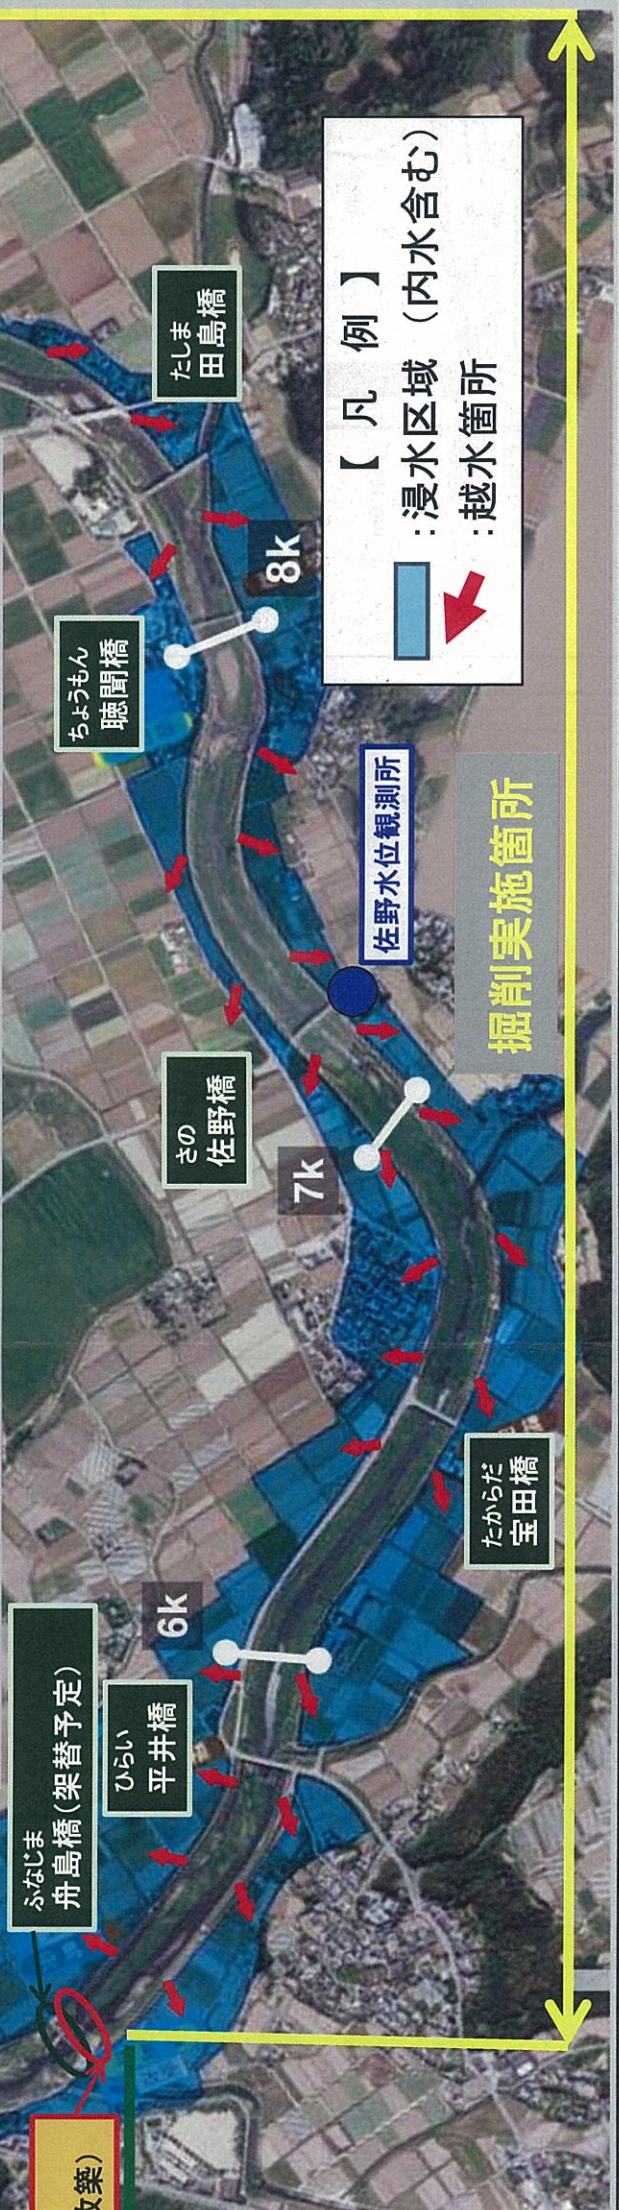 ふなじま
舟島橋(架替予定)
ひらい
平井橋
6k
たからだ
宝田橋
さの
佐野橋
7k
佐野水位観測所
ちょうもん
聴聞橋
8k
たしま
田島橋
【 凡 例 】
：浸水区域 （内水含む）
：越水箇所
掘削実施箇所
改築)